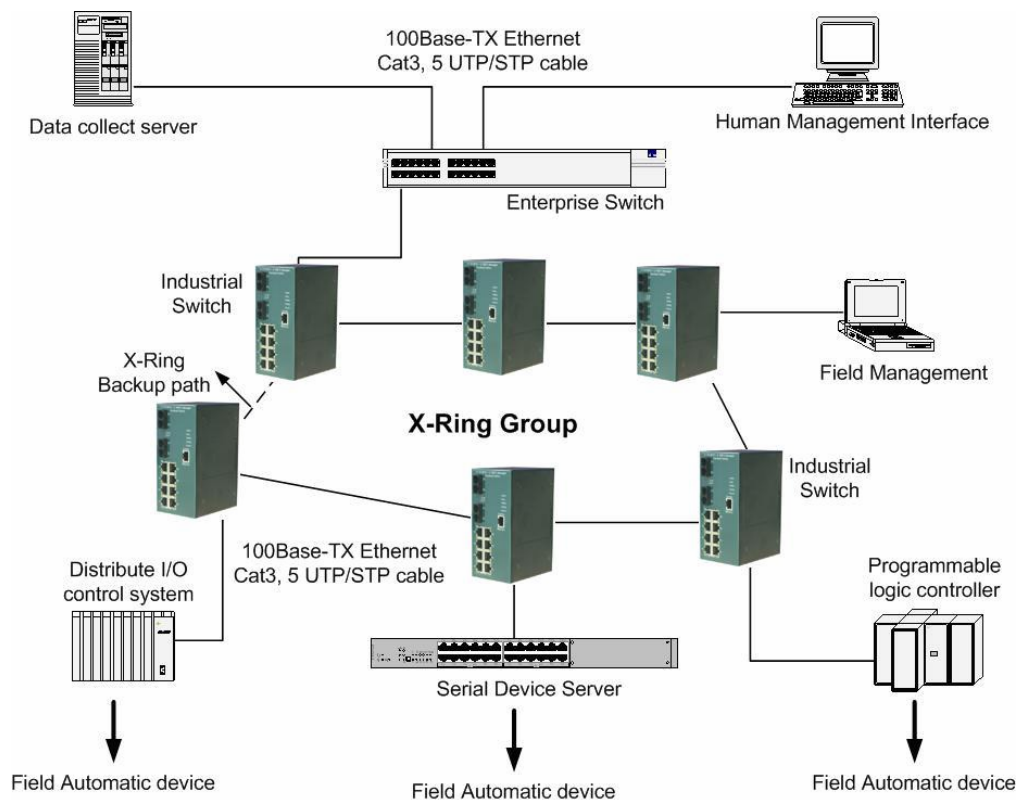 100Base-TX Ethernet
Cat3, 5 UTP/STP cable
Data collect server
Human Management Interface
Enterprise Switch
Industrial
Switch
X-Ring
Backup path
Field Management
X-Ring Group
Industrial
Switch
100Base-TX Ethernet
Cat3, 5 UTP/STP cable
Distribute I/O
control system
Programmable
logic controller
Serial Device Server
Field Automatic device
Field Automatic device
Field Automatic device